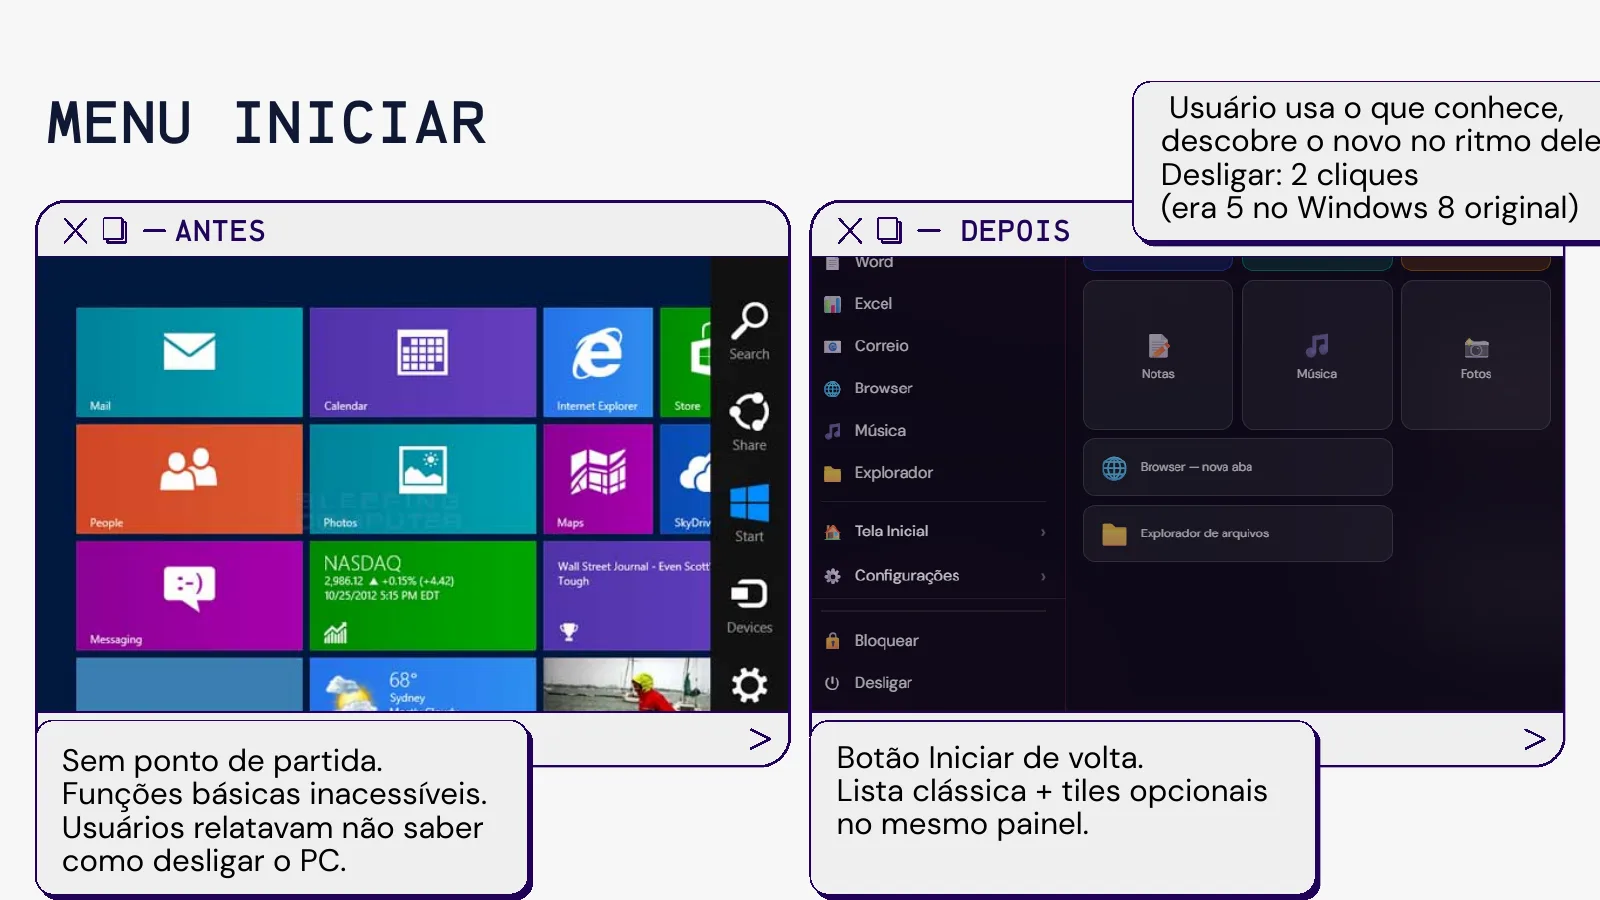 MENU INICIAR
Usuário usa o que conhece,
descobre o novo no ritmo dele
Desligar: 2 cliques
(era 5 no Windows 8 original)
ANTES
Mail
Calendar
Internet Explorer
Store
People
Photos
Maps
SkyDriv
BLEEPING
COMPUTER
Messaging
NASDAQ
2,986.12 ▲ +0.15% (+4.42)
10/25/2012 5:15 PM EDT
Wall Street Journal - Even Scott'
Tough
68°
Sydney
Search
Share
Start
Devices
Sem ponto de partida.
Funções básicas inacessíveis.
Usuários relatavam não saber
como desligar o PC.
DEPOIS
Word
Excel
Correio
Browser
Música
Explorador
Tela Inicial
Configurações
Bloquear
Desligar
Notas
Música
Fotos
Browser — nova aba
Explorador de arquivos
Botão Iniciar de volta.
Lista clássica + tiles opcionais
no mesmo painel.